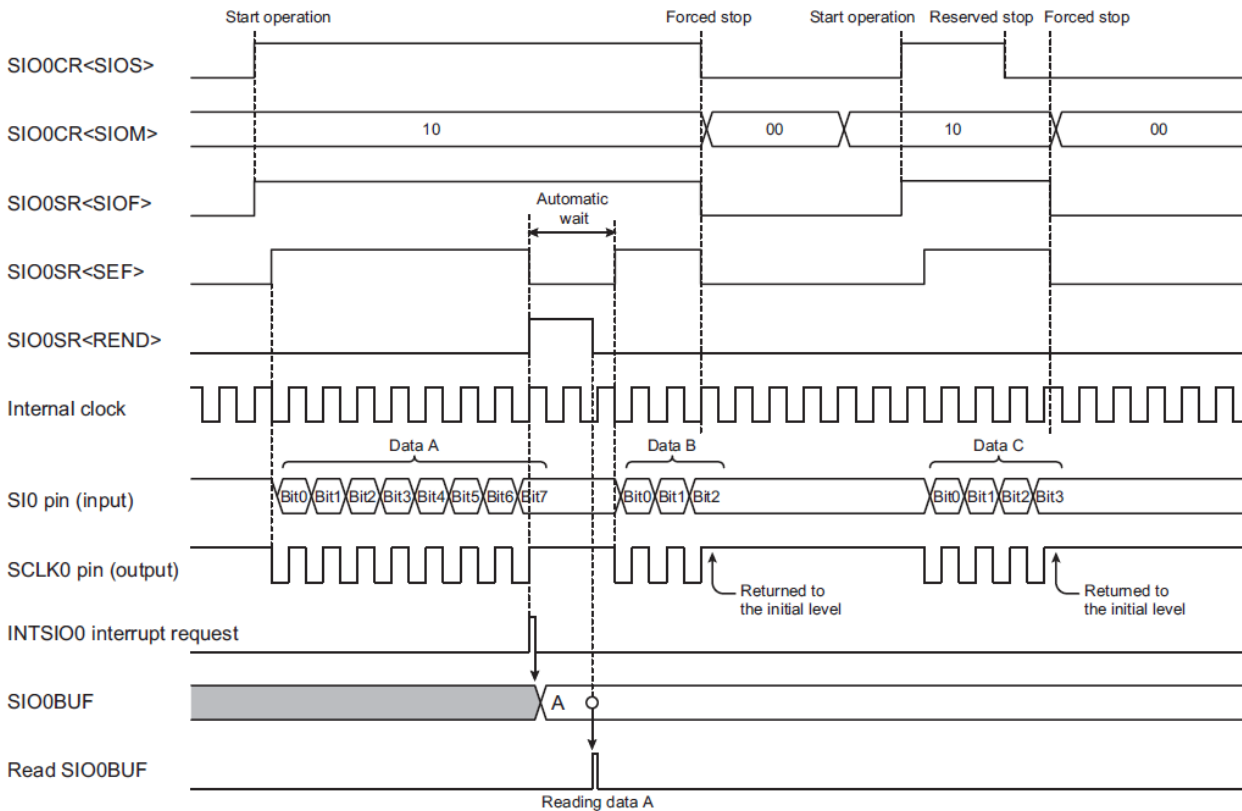 Start operation Forced stop Start operation Reserved stop Forced stop
SIO0CR<SIOS>
SIO0CR<SIOM> 10 00 10 00
SIO0SR<SIOF>
Automatic
wait
SIO0SR<SEF>
SIO0SR<REND>
Internal clock
Data A Data B Data C
SI0 pin (input) Bit0 Bit1 Bit2 Bit3 Bit4 Bit5 Bit6 Bit7 Bit0 Bit1 Bit2 Bit0 Bit1 Bit2 Bit3
SCLK0 pin (output)
Returned to Returned to
the initial level the initial level
INTSIO0 interrupt request
SIO0BUF A
Read SIO0BUF
Reading data A